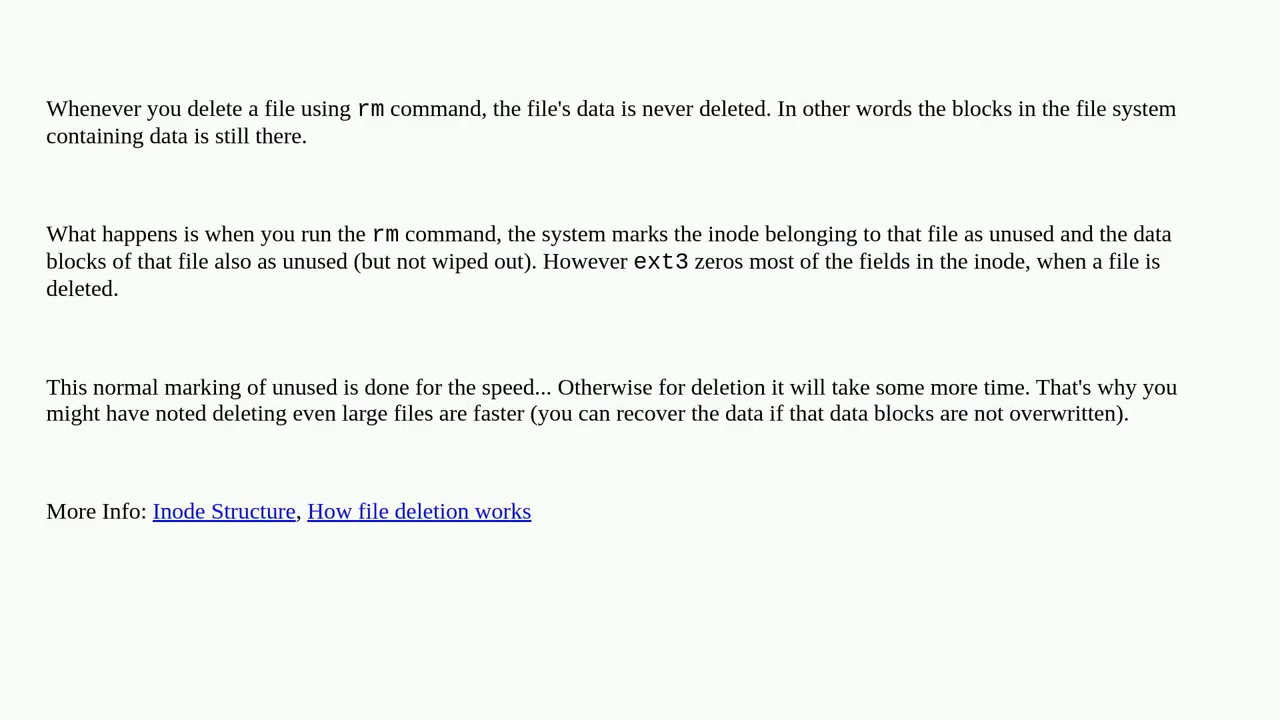 Whenever you delete a file using rm command, the file's data is never deleted. In other words the blocks in the file system
containing data is still there.
What happens is when you run the rm command, the system marks the inode belonging to that file as unused and the data
blocks of that file also as unused (but not wiped out). However ext3 zeros most of the fields in the inode, when a file is
deleted.
This normal marking of unused is done for the speed... Otherwise for deletion it will take some more time. That's why you
might have noted deleting even large files are faster (you can recover the data if that data blocks are not overwritten).
More Info: Inode Structure, How file deletion works